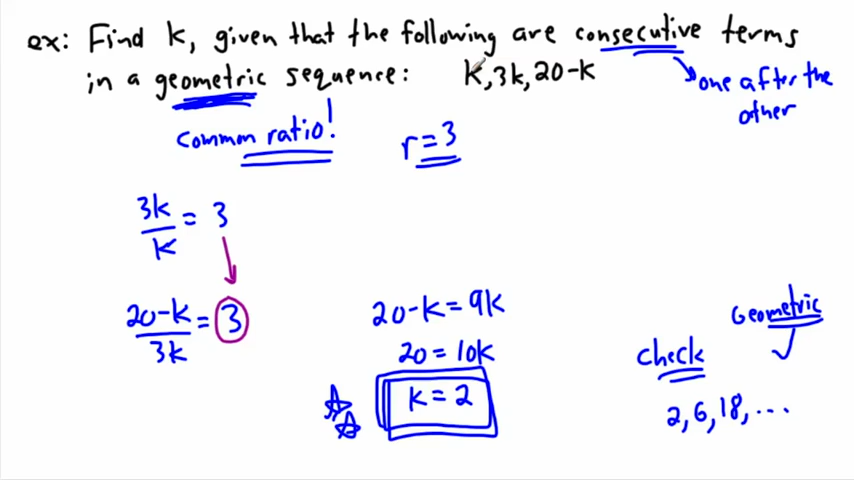 ex: Find k, given that the following are consecutive terms
in a geometric sequence: k, 3k, 20-k
one after the
other
common ratio!
r = 3
3k/k = 3
20-k/3k = 3
20-k = 9k
20 = 10k
k = 2
Geometric
check ✓
2, 6, 18, ...